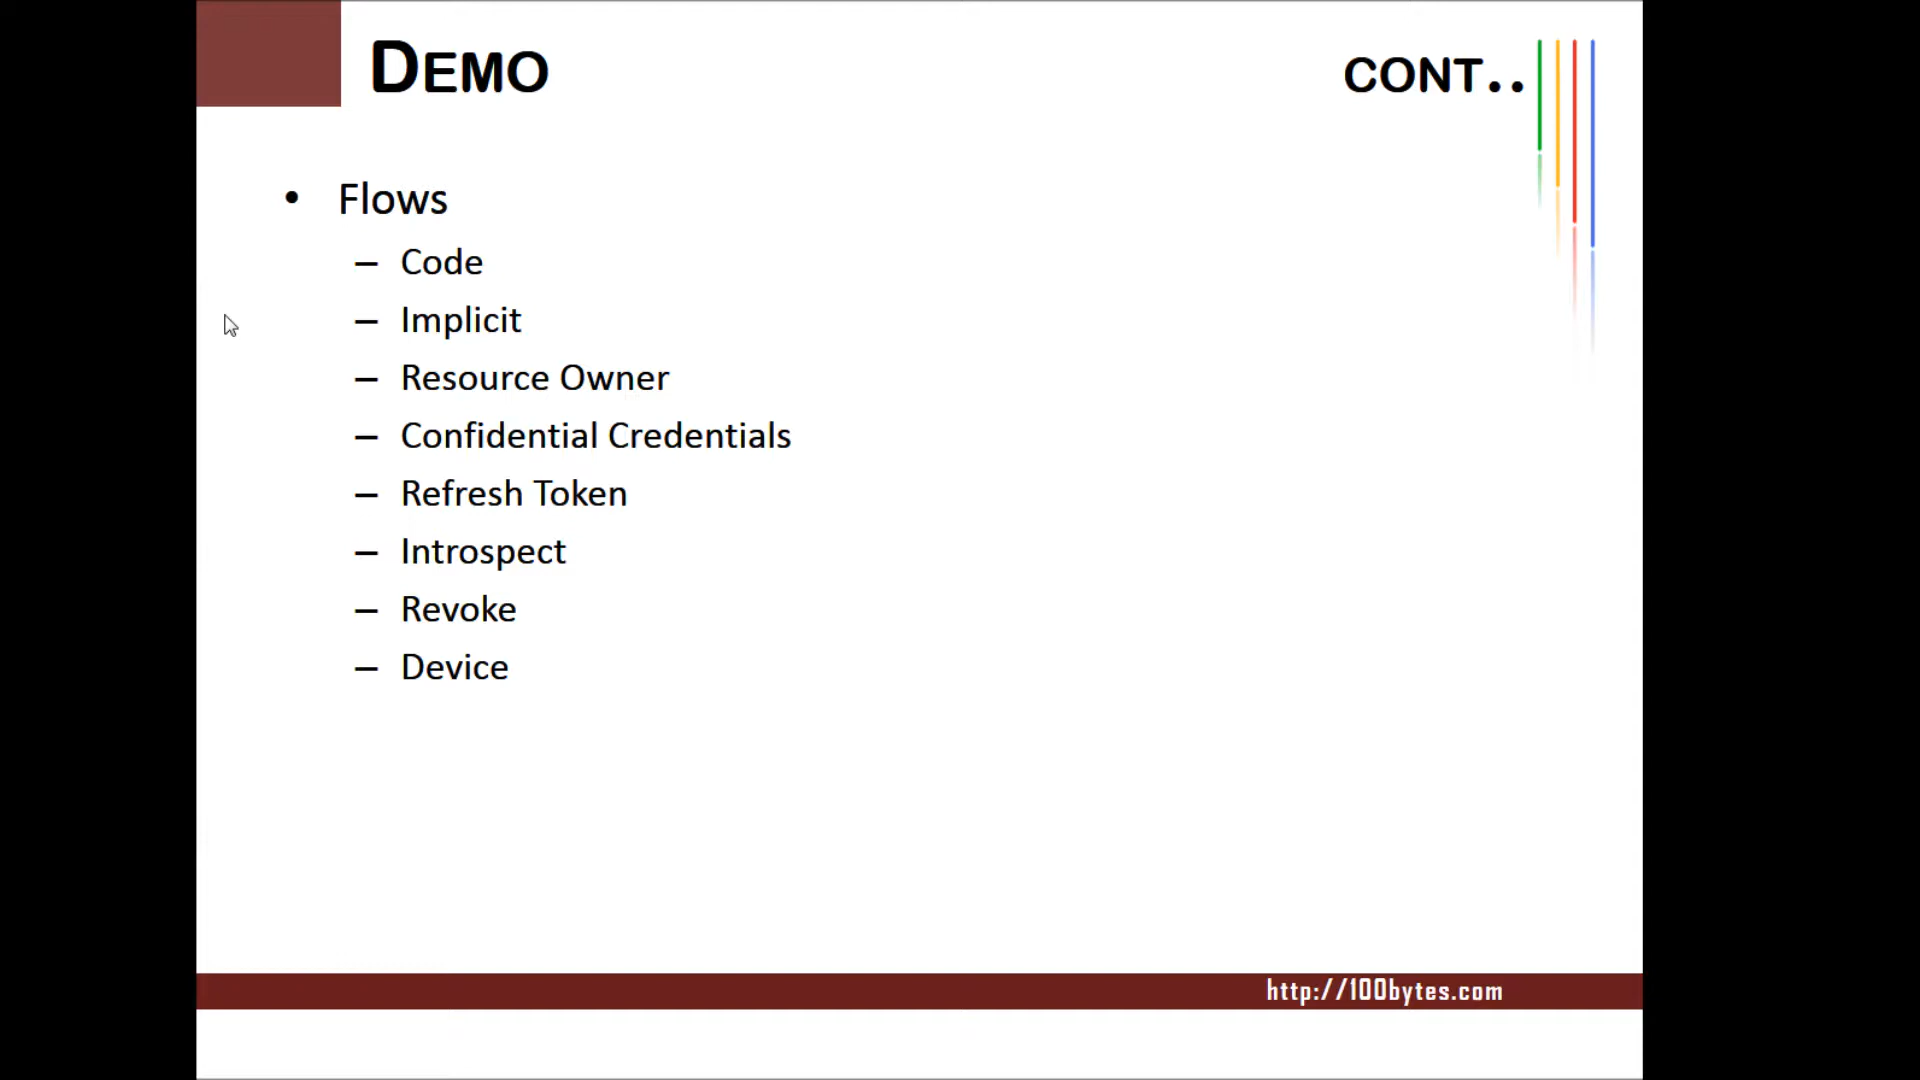 DEMO
CONT..
• Flows
– Code
– Implicit
– Resource Owner
– Confidential Credentials
– Refresh Token
– Introspect
– Revoke
– Device
http://100bytes.com